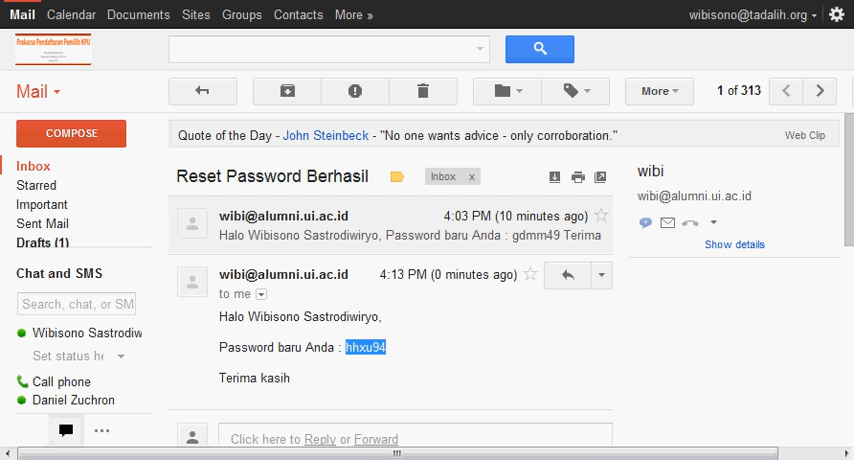 Mail Calendar Documents Sites Groups Contacts More » wibisono@tadalih.org
Prakarsa Pendaftaran Pemilih KPU
Mail More 1 of 313
COMPOSE
Quote of the Day - John Steinbeck - "No one wants advice - only corroboration." Web Clip
Inbox
Starred
Important
Sent Mail
Drafts (1)
Chat and SMS
Search, chat, or SM
Wibisono Sastrodiw
Set status he
Call phone
Daniel Zuchron
Reset Password Berhasil Inbox x
wibi@alumni.ui.ac.id 4:03 PM (10 minutes ago)
Halo Wibisono Sastrodiwiryo, Password baru Anda : gdmm49 Terima
wibi@alumni.ui.ac.id 4:13 PM (0 minutes ago)
to me
Halo Wibisono Sastrodiwiryo,
Password baru Anda : hhxu94
Terima kasih
Click here to Reply or Forward
wibi
wibi@alumni.ui.ac.id
Show details